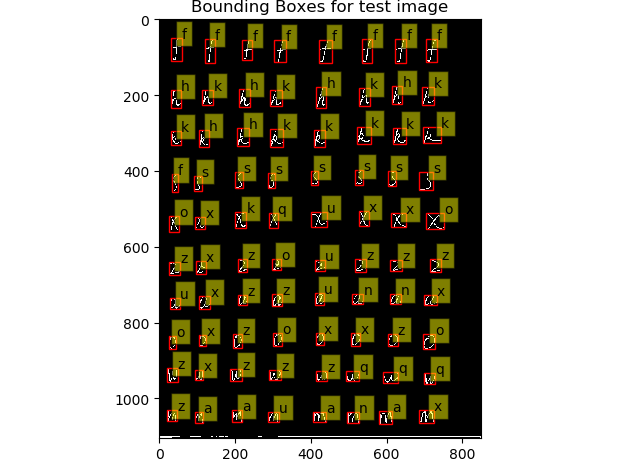 Bounding Boxes for test image
0
f f f f f f f f
200
h k h k h k h k
k h h k k k k k
400
f s s s s s s s
o x k q u x x o
600
z x z o u z z z
u x z z u n n x
800
o x z o x x z o
z x z z z q q q
1000
z a a u a n a x
0 200 400 600 800